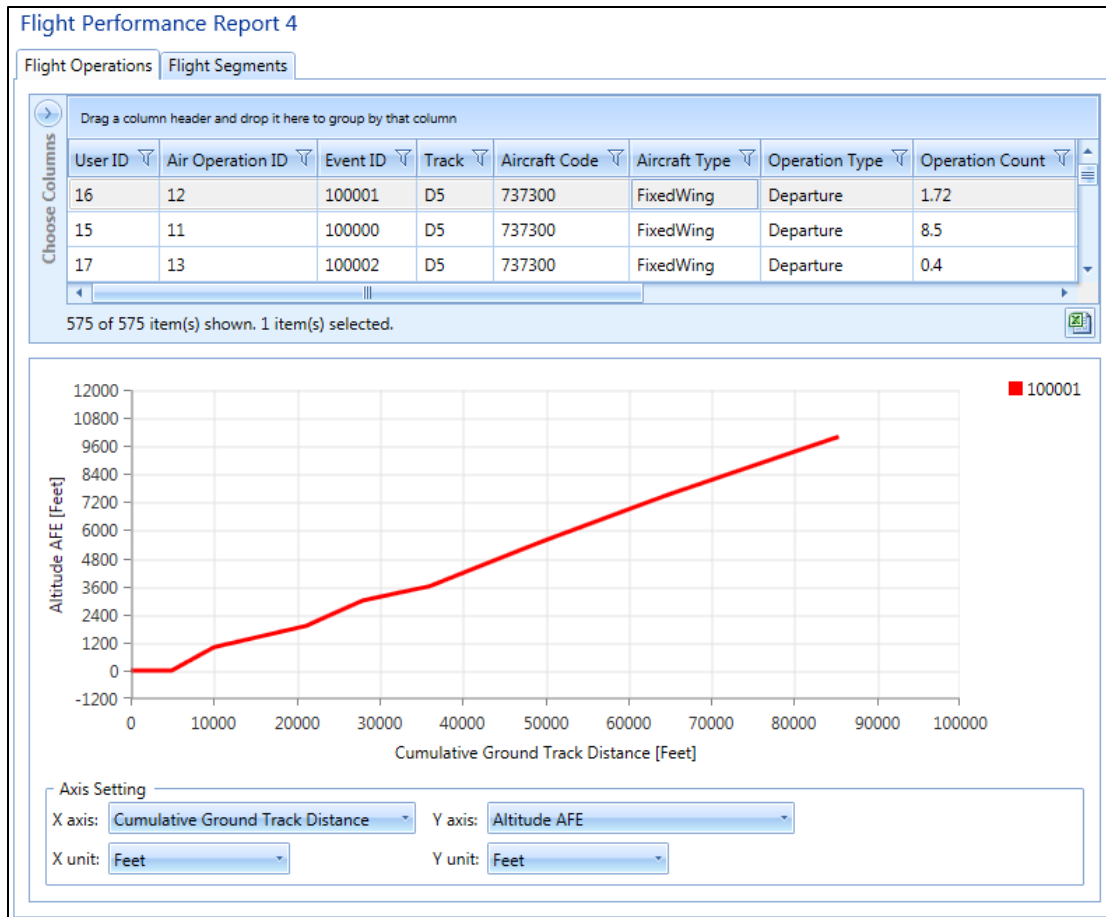 Flight Performance Report 4
Flight Operations Flight Segments
Choose Columns
Drag a column header and drop it here to group by that column
User ID Air Operation ID Event ID Track Aircraft Code Aircraft Type Operation Type Operation Count
16 12 100001 D5 737300 FixedWing Departure 1.72
15 11 100000 D5 737300 FixedWing Departure 8.5
17 13 100002 D5 737300 FixedWing Departure 0.4
575 of 575 item(s) shown. 1 item(s) selected.
100001
Altitude AFE [Feet]
12000
10800
9600
8400
7200
6000
4800
3600
2400
1200
0
-1200
0 10000 20000 30000 40000 50000 60000 70000 80000 90000 100000
Cumulative Ground Track Distance [Feet]
Axis Setting
X axis: Cumulative Ground Track Distance Y axis: Altitude AFE
X unit: Feet Y unit: Feet